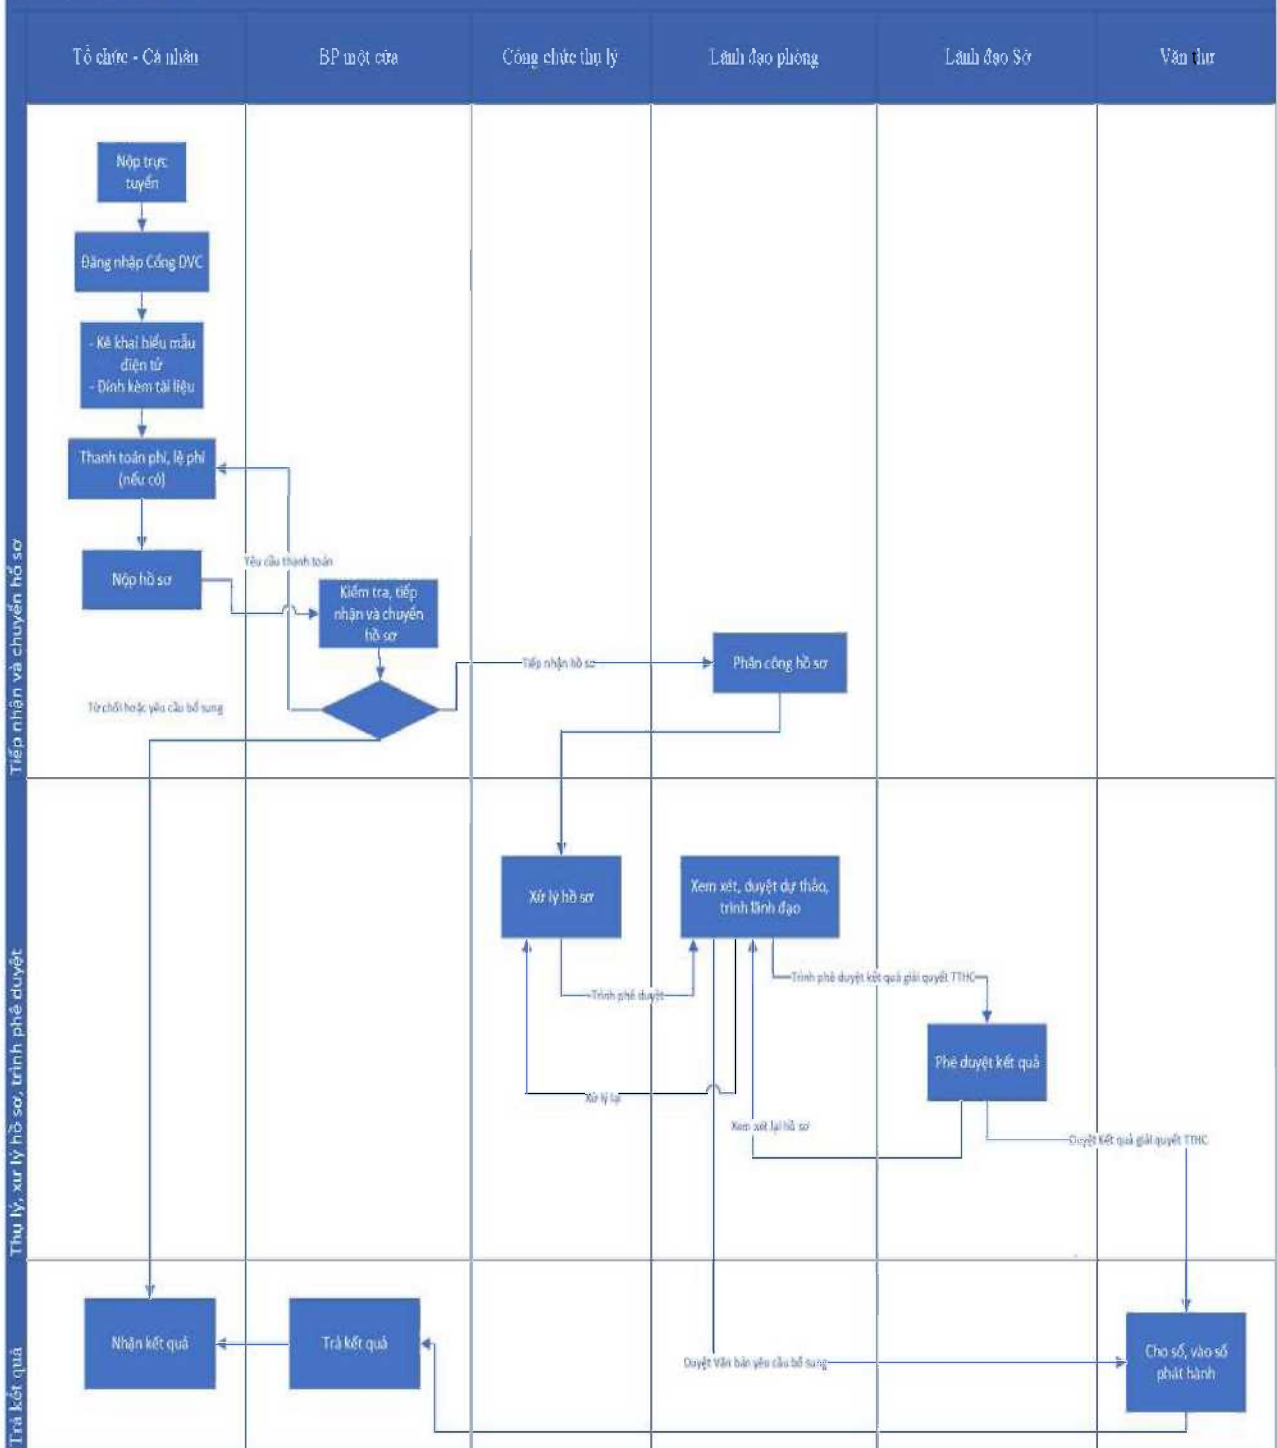 Tổ chức - Cá nhân
BP một cửa
Công chức thụ lý
Lãnh đạo phòng
Lãnh đạo Sở
Văn thư
Tiếp nhận và chuyển hồ sơ
Nộp trực
tuyến
Đăng nhập Cổng DVC
- Kê khai biểu mẫu
điện tử
- Đính kèm tài liệu
Thanh toán phí, lệ phí
(nếu có)
Yêu cầu thanh toán
Nộp hồ sơ
Kiểm tra, tiếp
nhận và chuyển
hồ sơ
Tiếp nhận hồ sơ
Phân công hồ sơ
Từ chối hoặc yêu cầu bổ sung
Thụ lý, xử lý hồ sơ, trình phê duyệt
Xử lý hồ sơ
Xem xét, duyệt dự thảo,
trình lãnh đạo
Trình phê duyệt kết quả giải quyết TTHC
Trình phê duyệt
Phê duyệt kết quả
Xử lý lại
Xem xét lại hồ sơ
Duyệt Kết quả giải quyết TTHC
Trả kết quả
Nhận kết quả
Trả kết quả
Duyệt Văn bản yêu cầu bổ sung
Cho số, vào sổ
phát hành